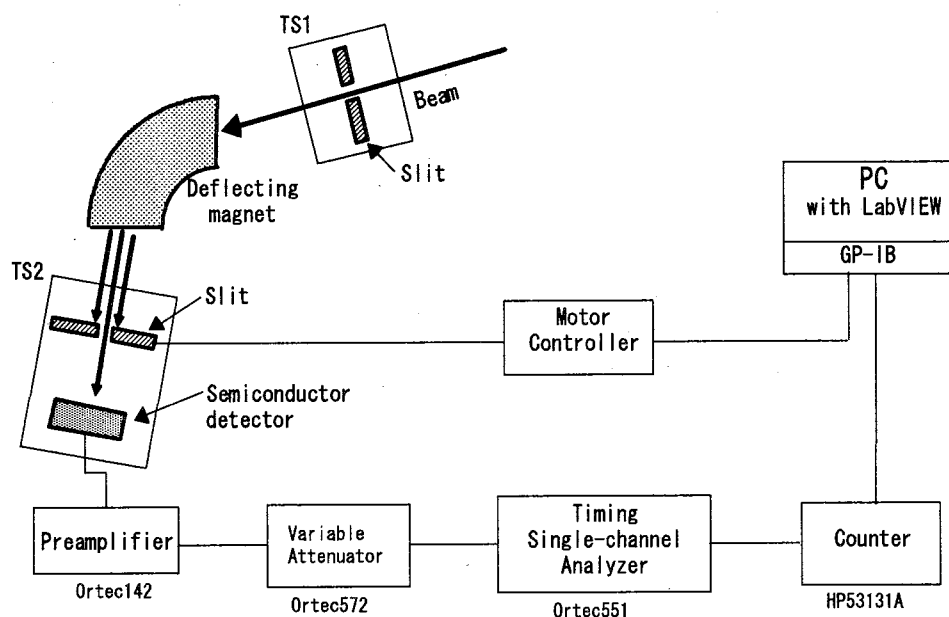 TS1
Beam
Slit
Deflecting
magnet
PC
with LabVIEW
GP-IB
TS2
Slit
Motor
Controller
Semiconductor
detector
Preamplifier
Ortec142
Variable
Attenuator
Ortec572
Timing
Single-channel
Analyzer
Ortec551
Counter
HP53131A